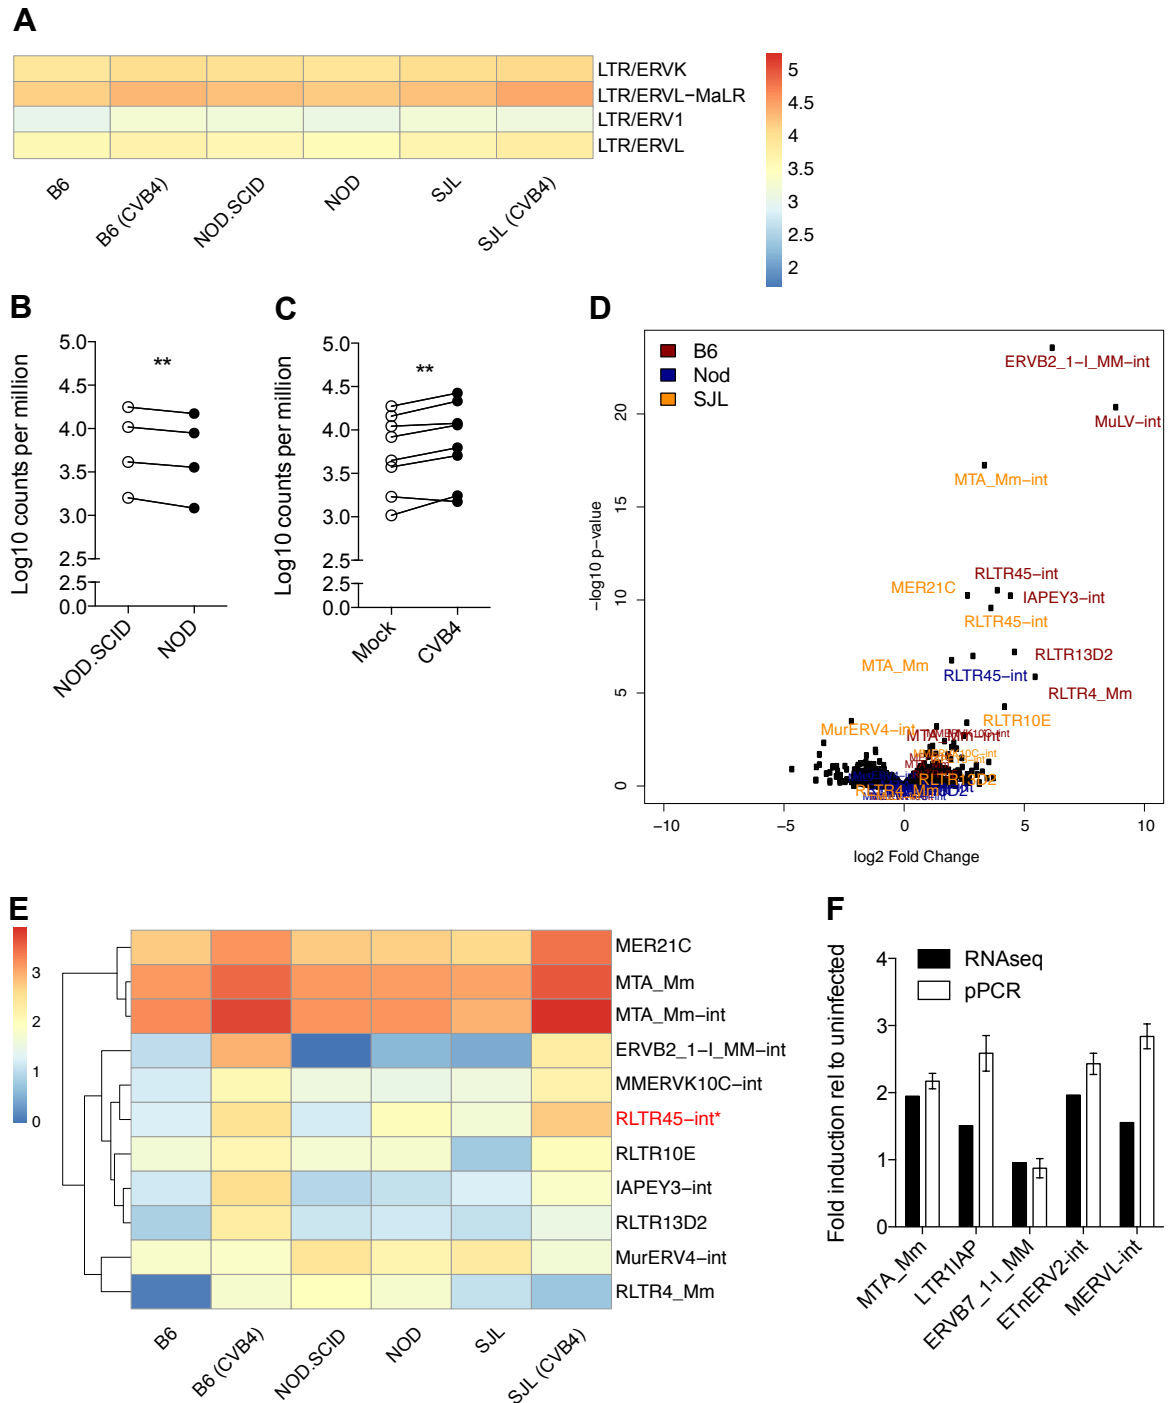 A
LTR/ERVK
LTR/ERVL−MaLR
LTR/ERV1
LTR/ERVL
B6
B6 (CVB4)
NOD.SCID
NOD
SJL
SJL (CVB4)
5
4.5
4
3.5
3
2.5
2
B
Log10 counts per million
5.0
4.5
4.0
3.5
3.0
2.5
2.5
0.0
**
NOD.SCID
NOD
C
Log10 counts per million
5.0
4.5
4.0
3.5
3.0
2.5
2.5
0.0
**
Mock
CVB4
D
B6
Nod
SJL
−log10 p−value
20
15
10
5
0
ERVB2_1−I_MM−int
MuLV−int
MTA_Mm−int
RLTR45−int
MER21C
IAPEY3−int
RLTR45−int
RLTR13D2
MTA_Mm
RLTR45−int
RLTR4_Mm
RLTR10E
MurERV4−int
MTA_Mm−int
RLTR13D2
RLTR4_Mm
−10
−5
0
5
10
log2 Fold Change
E
3
2
1
0
MER21C
MTA_Mm
MTA_Mm−int
ERVB2_1−I_MM−int
MMERVK10C−int
RLTR45−int*
RLTR10E
IAPEY3−int
RLTR13D2
MurERV4−int
RLTR4_Mm
B6
B6 (CVB4)
NOD.SCID
NOD
SJL
SJL (CVB4)
F
Fold induction rel to uninfected
4
3
2
1
0
RNAseq
pPCR
MTA_Mm
LTR1IAP
ERVB7_1-I_MM
ETnERV2-int
MERVL-int